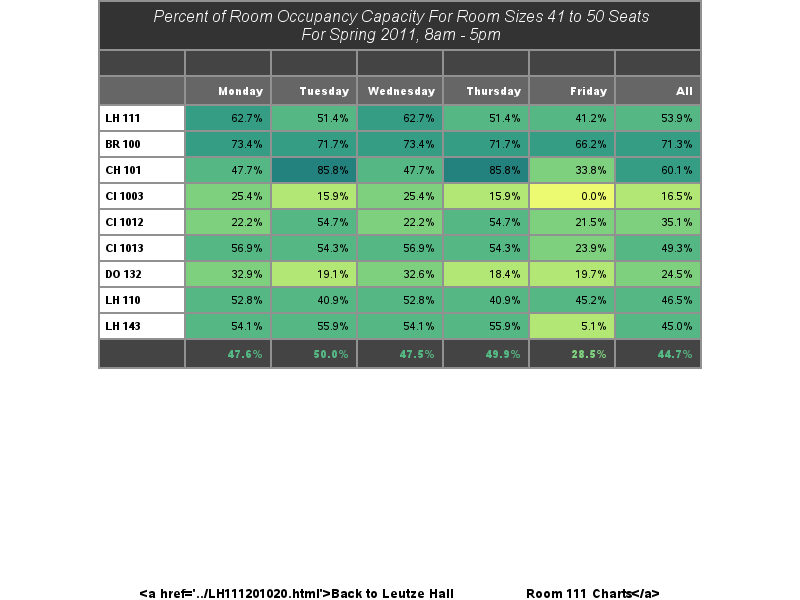 Percent of Room Occupancy Capacity For Room Sizes 41 to 50 Seats
For Spring 2011, 8am - 5pm
Monday Tuesday Wednesday Thursday Friday All
LH 111 62.7% 51.4% 62.7% 51.4% 41.2% 53.9%
BR 100 73.4% 71.7% 73.4% 71.7% 66.2% 71.3%
CH 101 47.7% 85.8% 47.7% 85.8% 33.8% 60.1%
CI 1003 25.4% 15.9% 25.4% 15.9% 0.0% 16.5%
CI 1012 22.2% 54.7% 22.2% 54.7% 21.5% 35.1%
CI 1013 56.9% 54.3% 56.9% 54.3% 23.9% 49.3%
DO 132 32.9% 19.1% 32.6% 18.4% 19.7% 24.5%
LH 110 52.8% 40.9% 52.8% 40.9% 45.2% 46.5%
LH 143 54.1% 55.9% 54.1% 55.9% 5.1% 45.0%
47.6% 50.0% 47.5% 49.9% 28.5% 44.7%
<a href='../LH111201020.html'>Back to Leutze Hall Room 111 Charts</a>